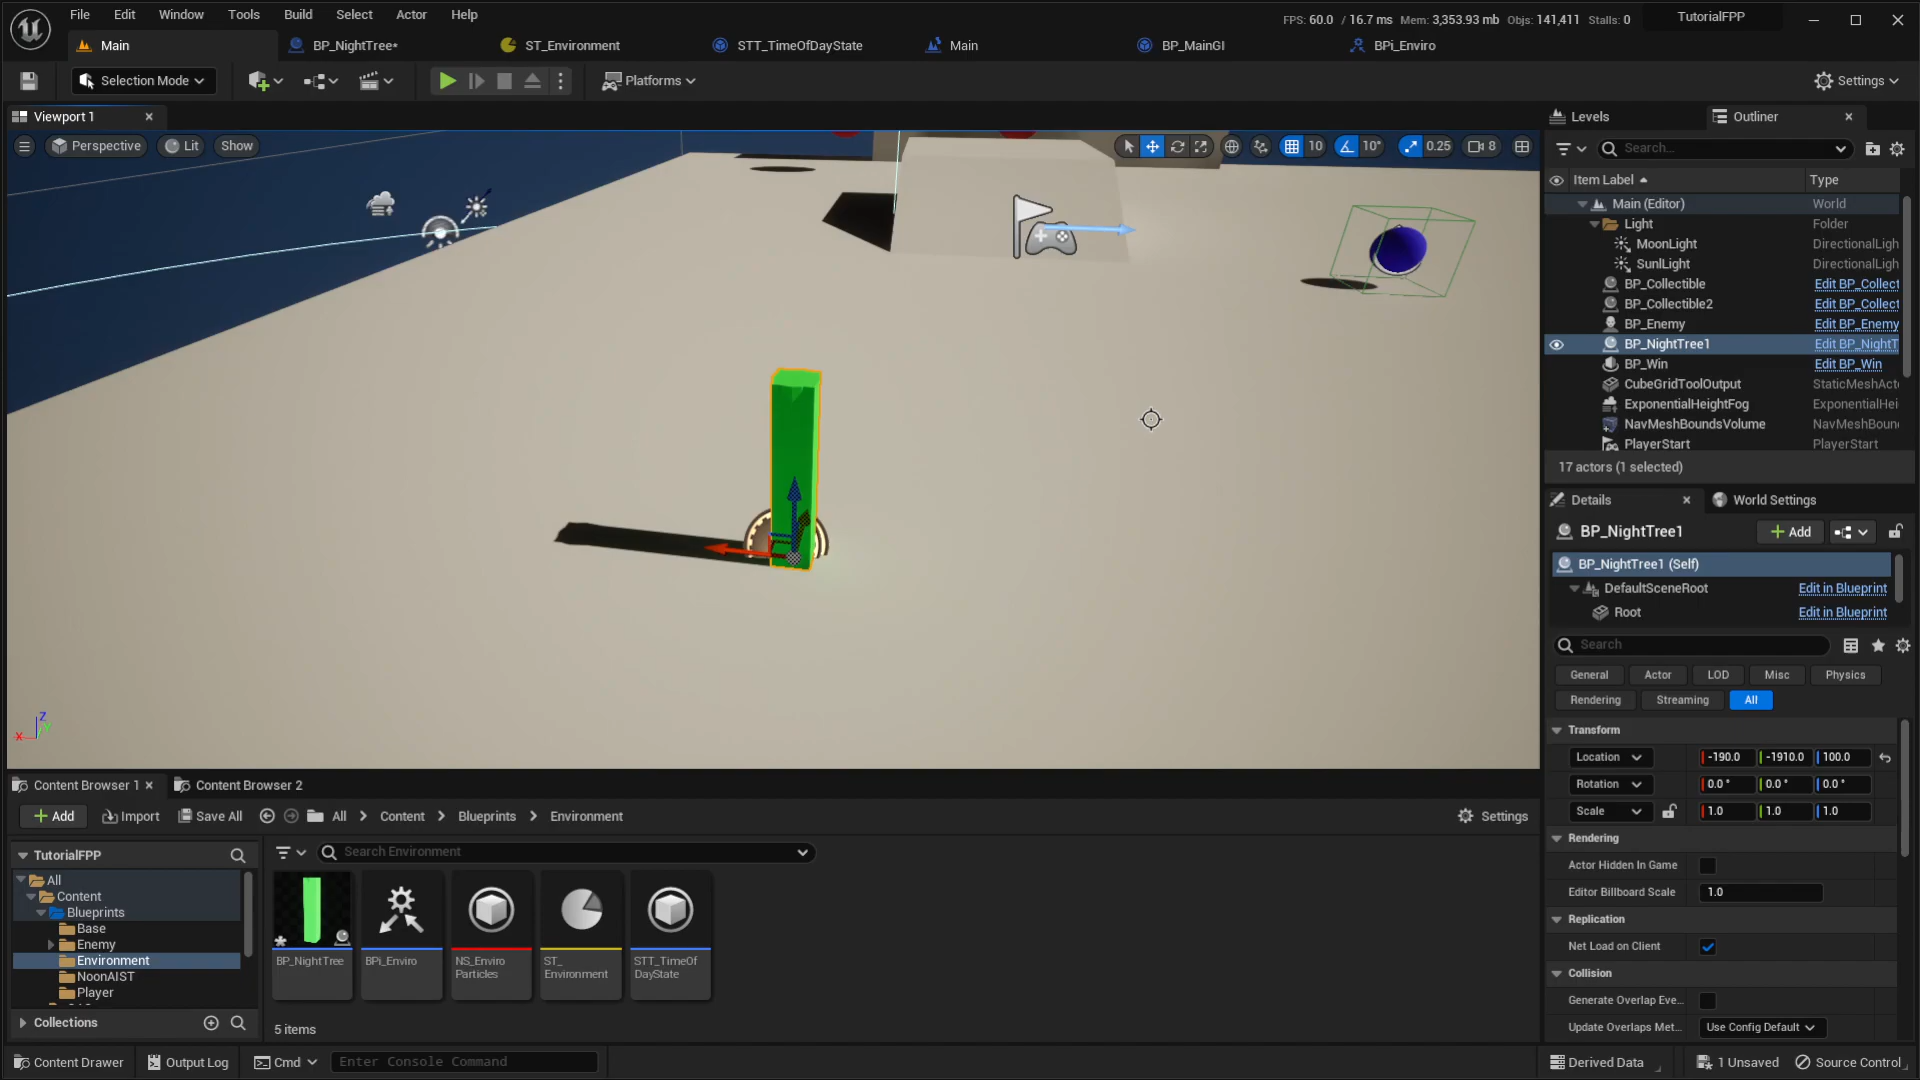 File Edit Window Tools Build Select Actor Help
FPS: 60.0 / 16.7 ms Mem: 3,353.93 mb Objs: 141,411 Stalls: 0
TutorialFPP
Main
BP_NightTree*
ST_Environment
STT_TimeOfDayState
Main
BP_MainGI
BPi_Enviro
Selection Mode
Platforms
Settings
Viewport 1
Levels
Outliner
Perspective
Lit
Show
10
10°
0.25
8
Search...
Item Label
Type
Main (Editor) World
Light Folder
MoonLight DirectionalLigh
SunlLight DirectionalLigh
BP_Collectible Edit BP_Collect
BP_Collectible2 Edit BP_Collect
BP_Enemy Edit BP_Enemy
BP_NightTree1 Edit BP_NightT
BP_Win Edit BP_Win
CubeGridToolOutput StaticMeshActo
ExponentialHeightFog ExponentialHei
NavMeshBoundsVolume NavMeshBoun
PlayerStart PlayerStart
17 actors (1 selected)
Details
World Settings
BP_NightTree1
Add
BP_NightTree1 (Self)
DefaultSceneRoot Edit in Blueprint
Root Edit in Blueprint
Search
General Actor LOD Misc Physics
Rendering Streaming All
Transform
Location -190.0 -1910.0 100.0
Rotation 0.0 ° 0.0 ° 0.0 °
Scale 1.0 1.0 1.0
Rendering
Actor Hidden In Game
Editor Billboard Scale 1.0
Replication
Net Load on Client
Collision
Generate Overlap Eve...
Update Overlaps Met... Use Config Default
Z
X
Content Browser 1
Content Browser 2
Add
Import
Save All
All
Content
Blueprints
Environment
Settings
TutorialFPP
Search Environment
All
Content
Blueprints
Base
Enemy
Environment
NoonAIST
Player
Collections
BP_NightTree
BPi_Enviro
NS_Enviro
Particles
ST_
Environment
STT_TimeOf
DayState
5 items
Content Drawer
Output Log
Cmd
Enter Console Command
Derived Data
1 Unsaved
Source Control